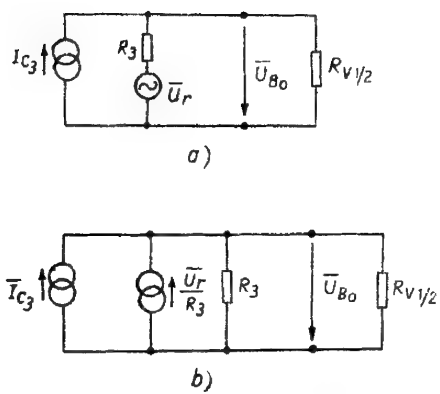 I_C3 R_3 Ū_r Ū_B0 R_V1/2
a)
Ī_C3 Ū_r/R_3 R_3 Ū_B0 R_V1/2
b)